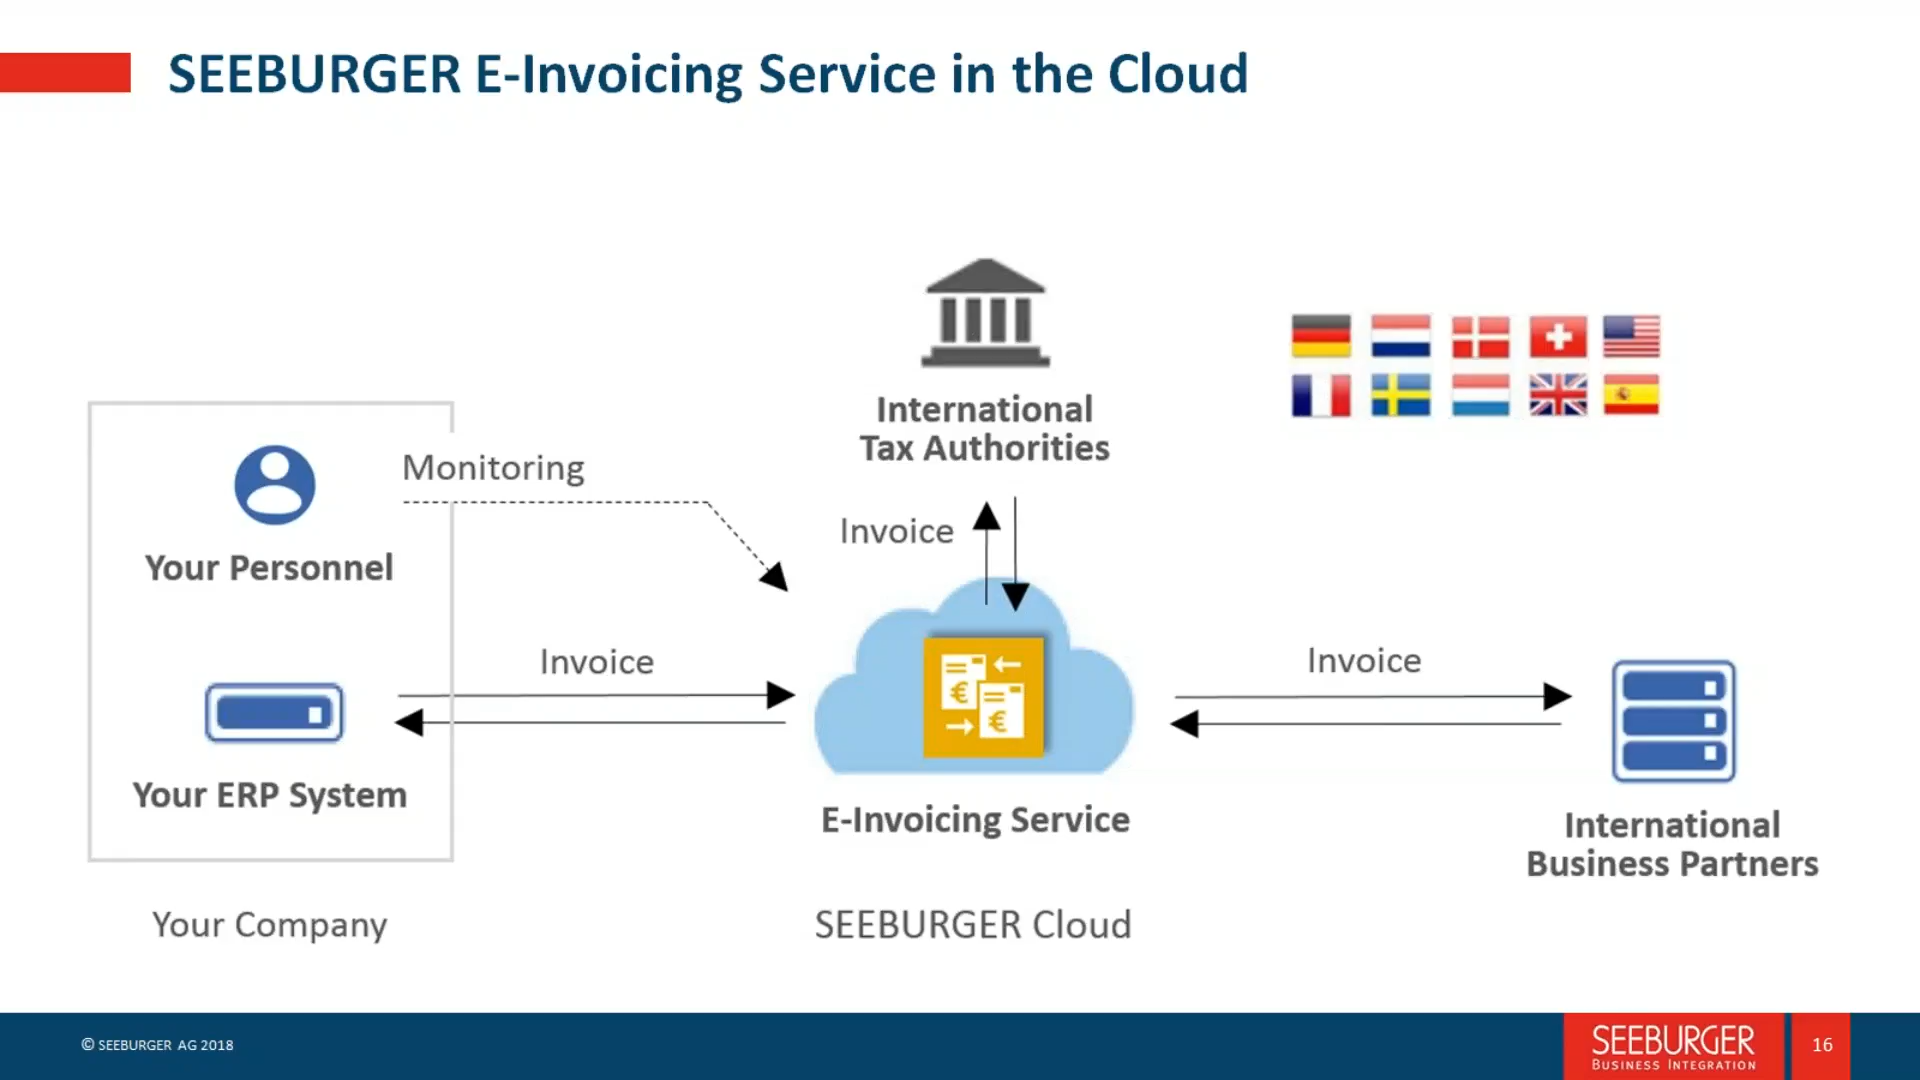 SEEBURGER E-Invoicing Service in the Cloud
International
Tax Authorities
Monitoring
Invoice
Your Personnel
Invoice
Invoice
€
€
Your ERP System
E-Invoicing Service
International
Business Partners
Your Company
SEEBURGER Cloud
© SEEBURGER AG 2018
SEEBURGER
BUSINESS INTEGRATION
16